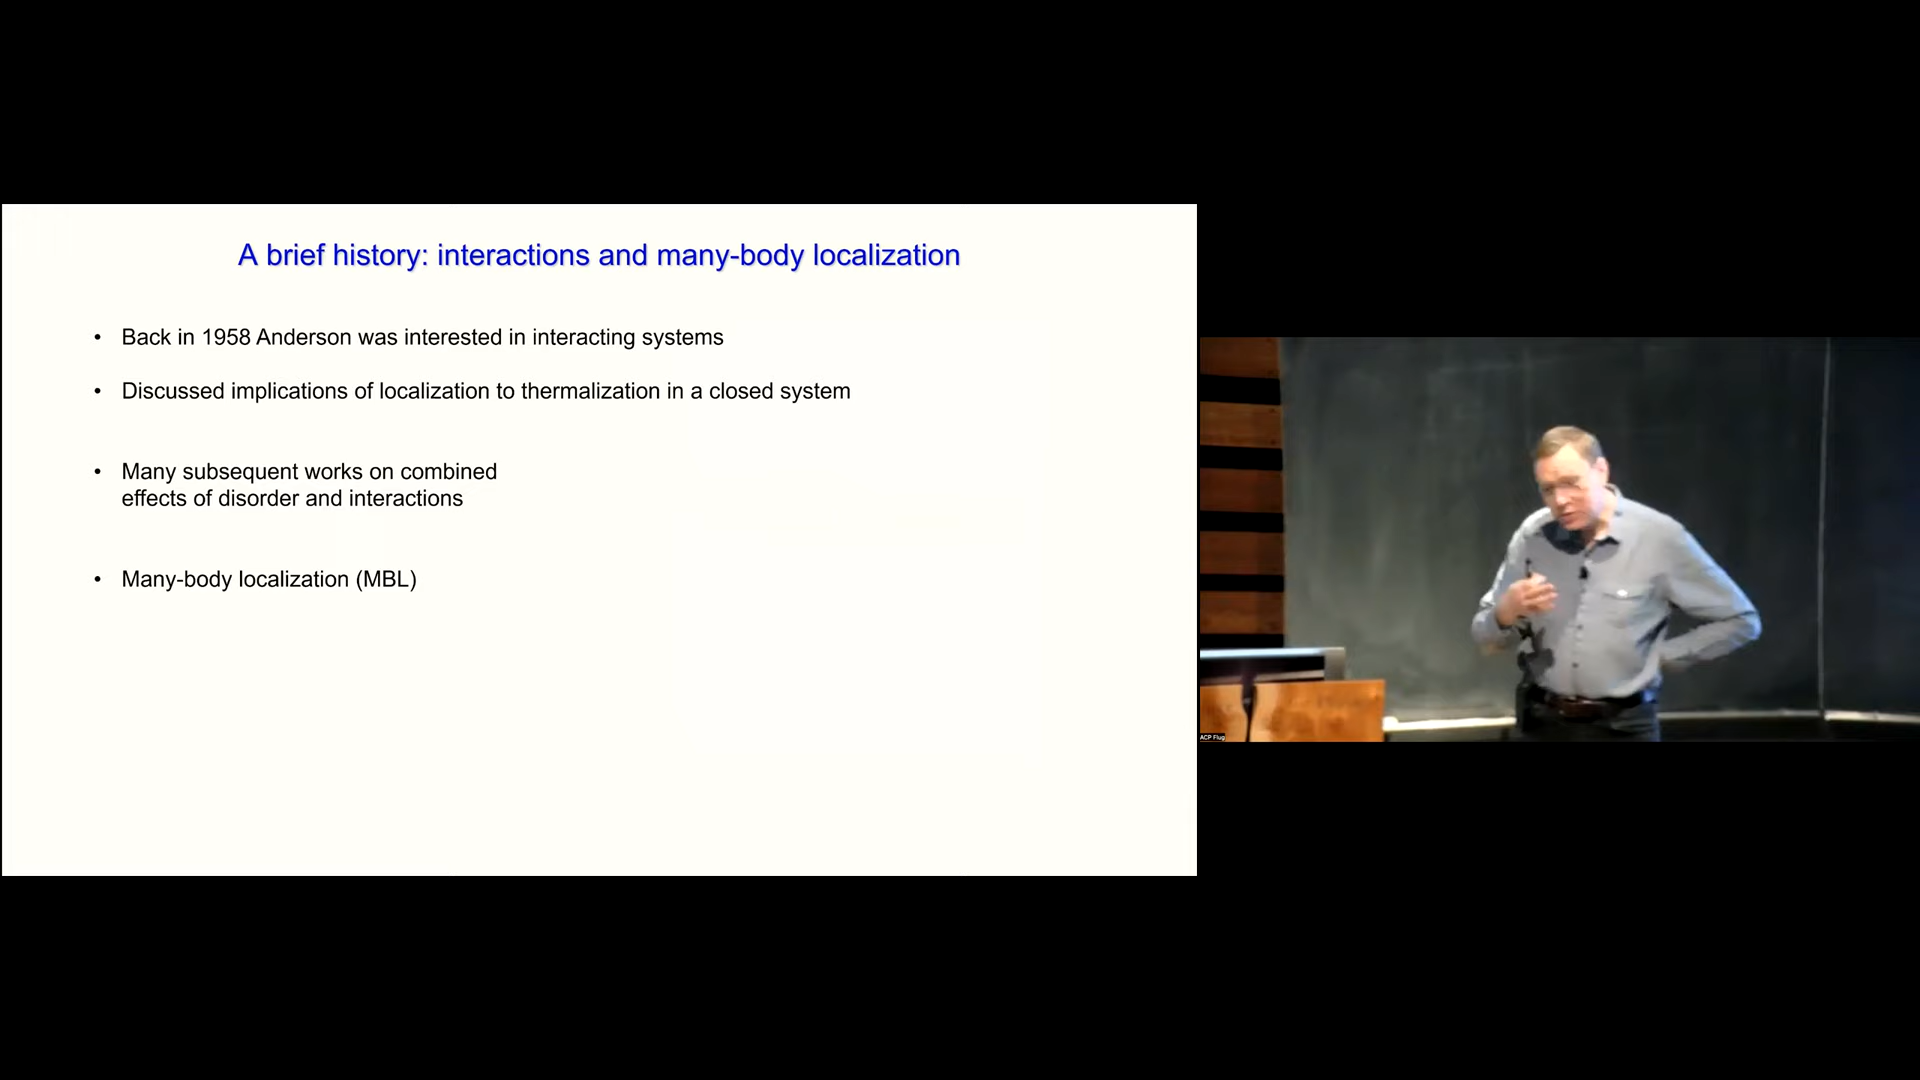 A brief history: interactions and many-body localization
• Back in 1958 Anderson was interested in interacting systems
• Discussed implications of localization to thermalization in a closed system
• Many subsequent works on combined
effects of disorder and interactions
• Many-body localization (MBL)
ACP Flug